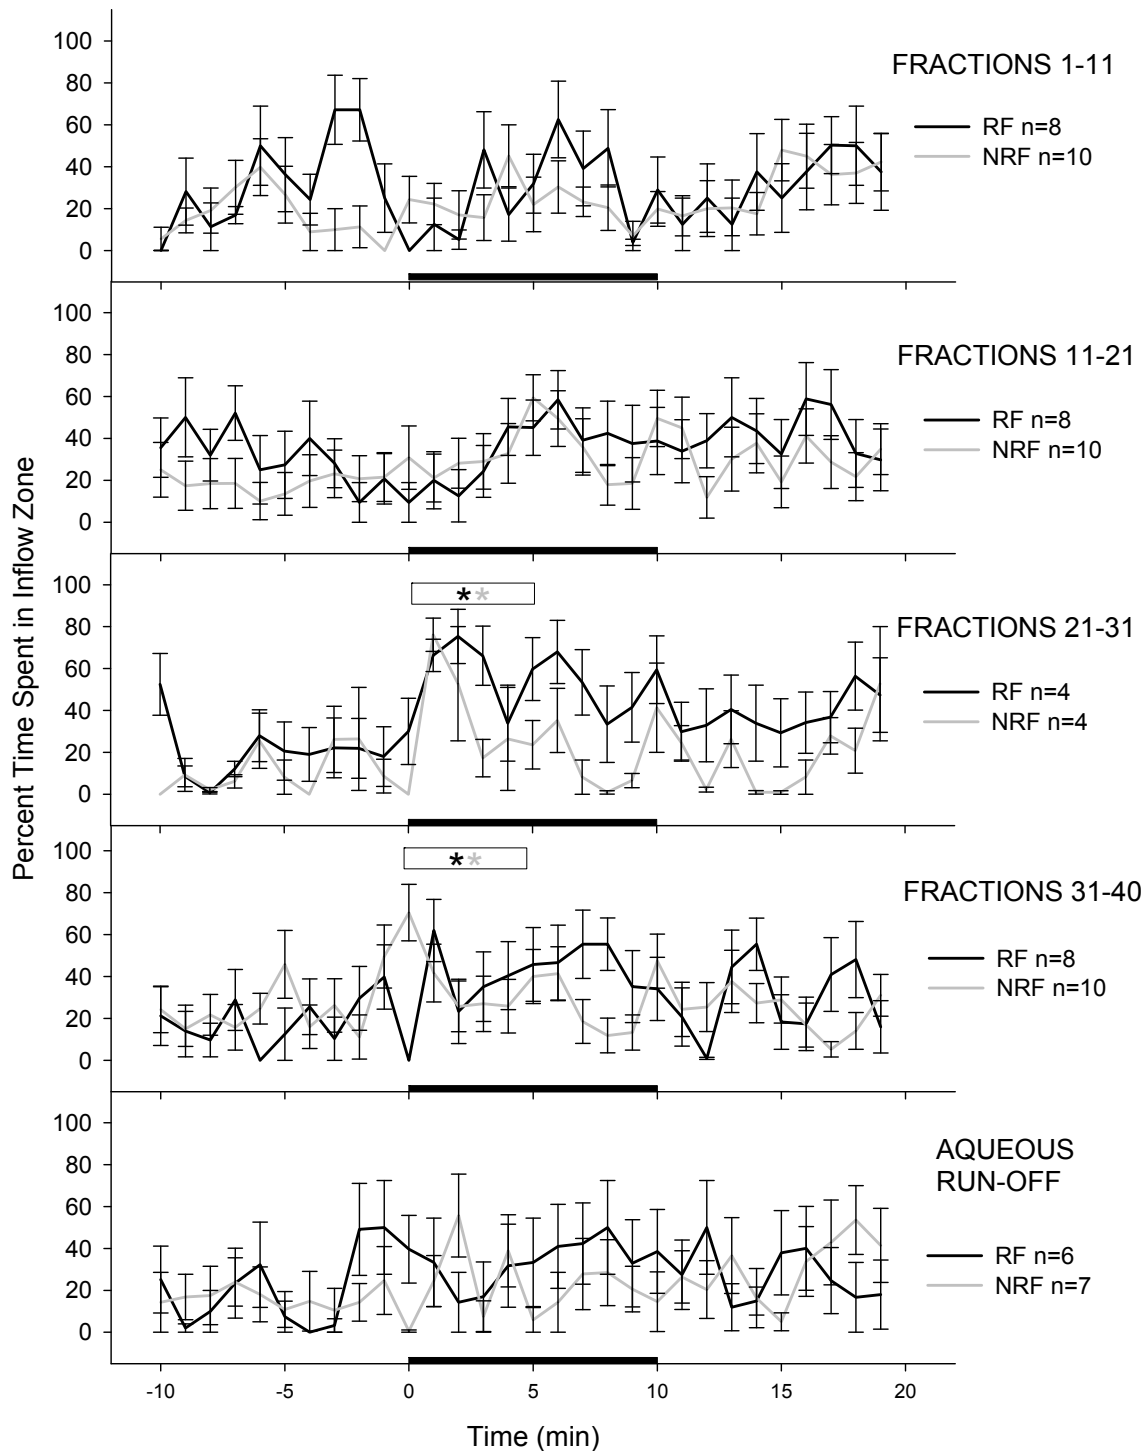 Percent Time Spent in Inflow Zone
100
80
60
40
20
0
FRACTIONS 1-11
RF n=8
NRF n=10
100
80
60
40
20
0
FRACTIONS 11-21
RF n=8
NRF n=10
100
80
60
40
20
0
**
FRACTIONS 21-31
RF n=4
NRF n=4
100
80
60
40
20
0
**
FRACTIONS 31-40
RF n=8
NRF n=10
100
80
60
40
20
0
AQUEOUS
RUN-OFF
RF n=6
NRF n=7
-10 -5 0 5 10 15 20
Time (min)